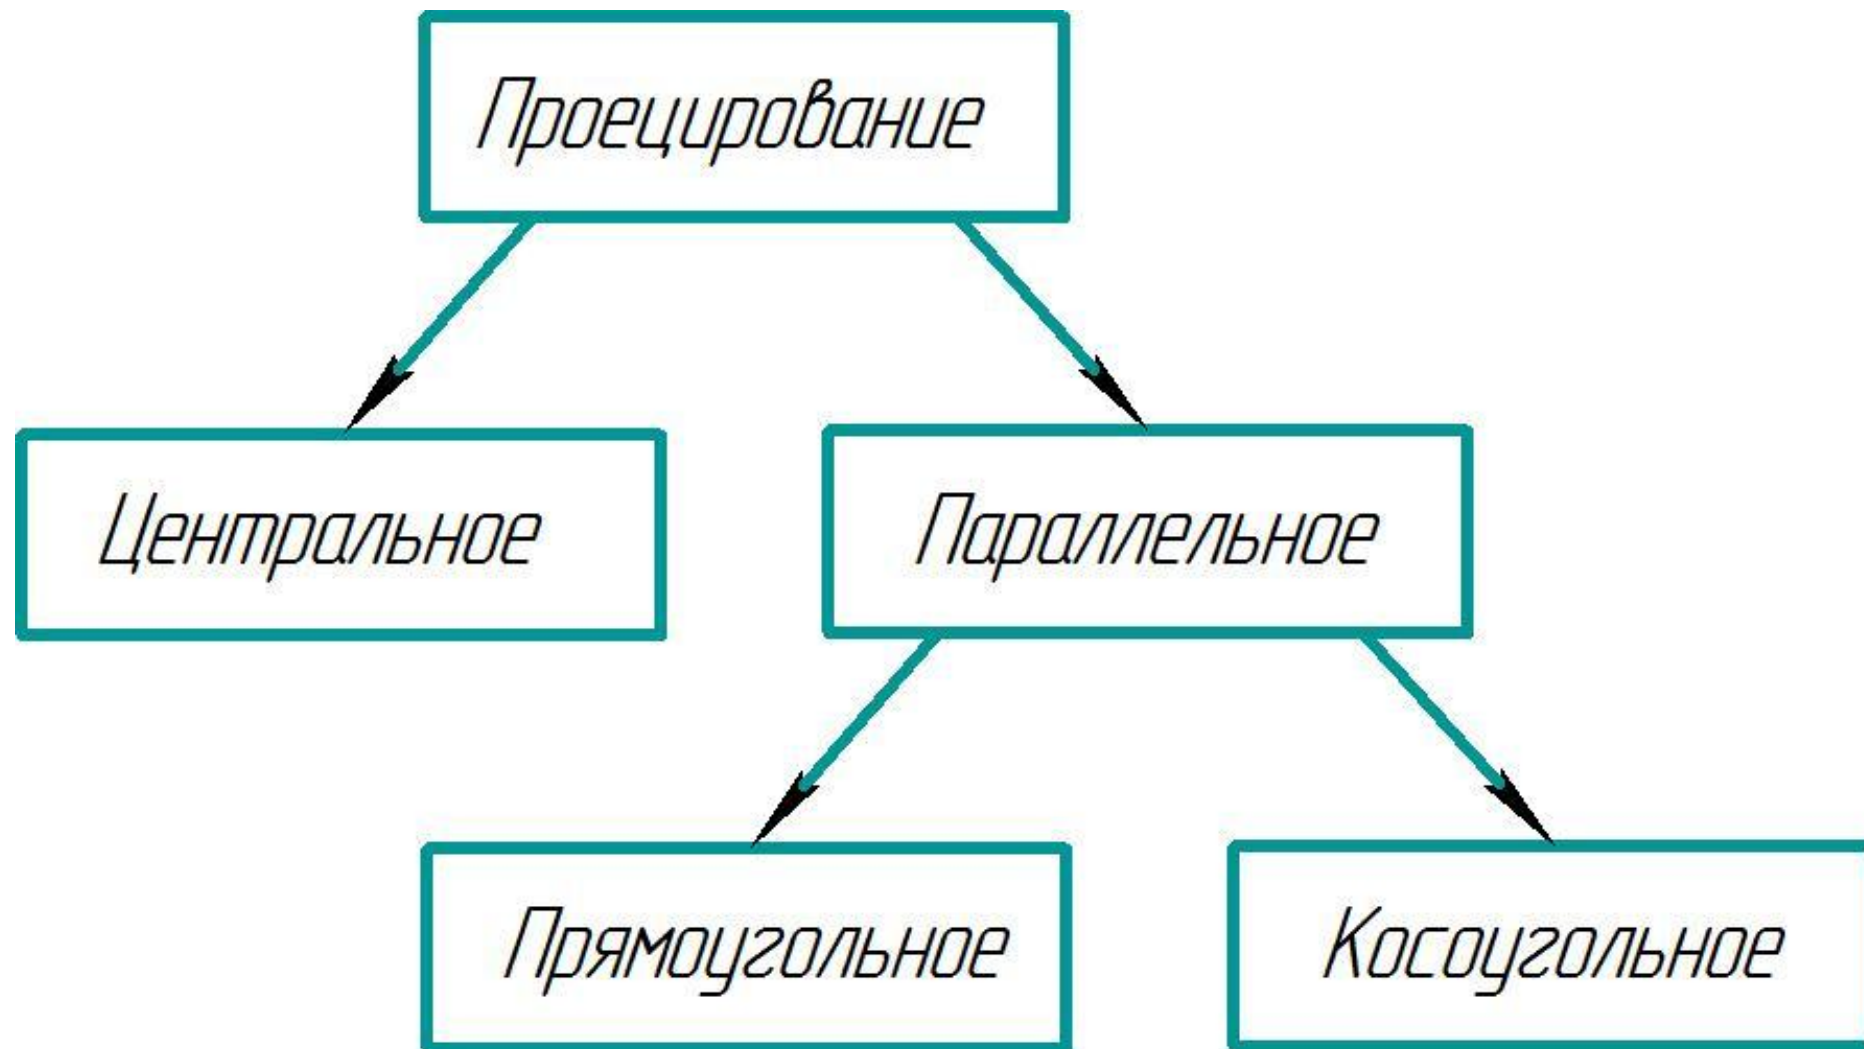 Проецирование
Центральное
Параллельное
Прямоугольное
Косоугольное